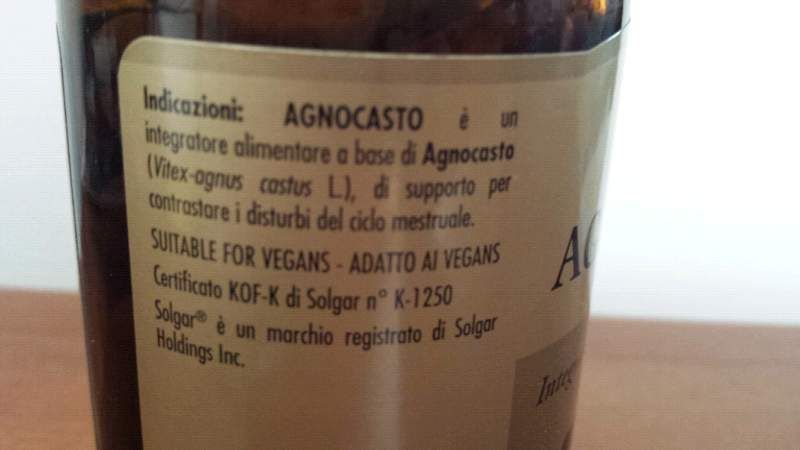 Indicazioni: AGNOCASTO è un
integratore alimentare a base di Agnocasto
(Vitex-agnus castus L.), di supporto per
contrastare i disturbi del ciclo mestruale.
SUITABLE FOR VEGANS - ADATTO AI VEGANS
Certificato KOF-K di Solgar n° K-1250
Solgar® è un marchio registrato di Solgar
Holdings Inc.
AG
Integ